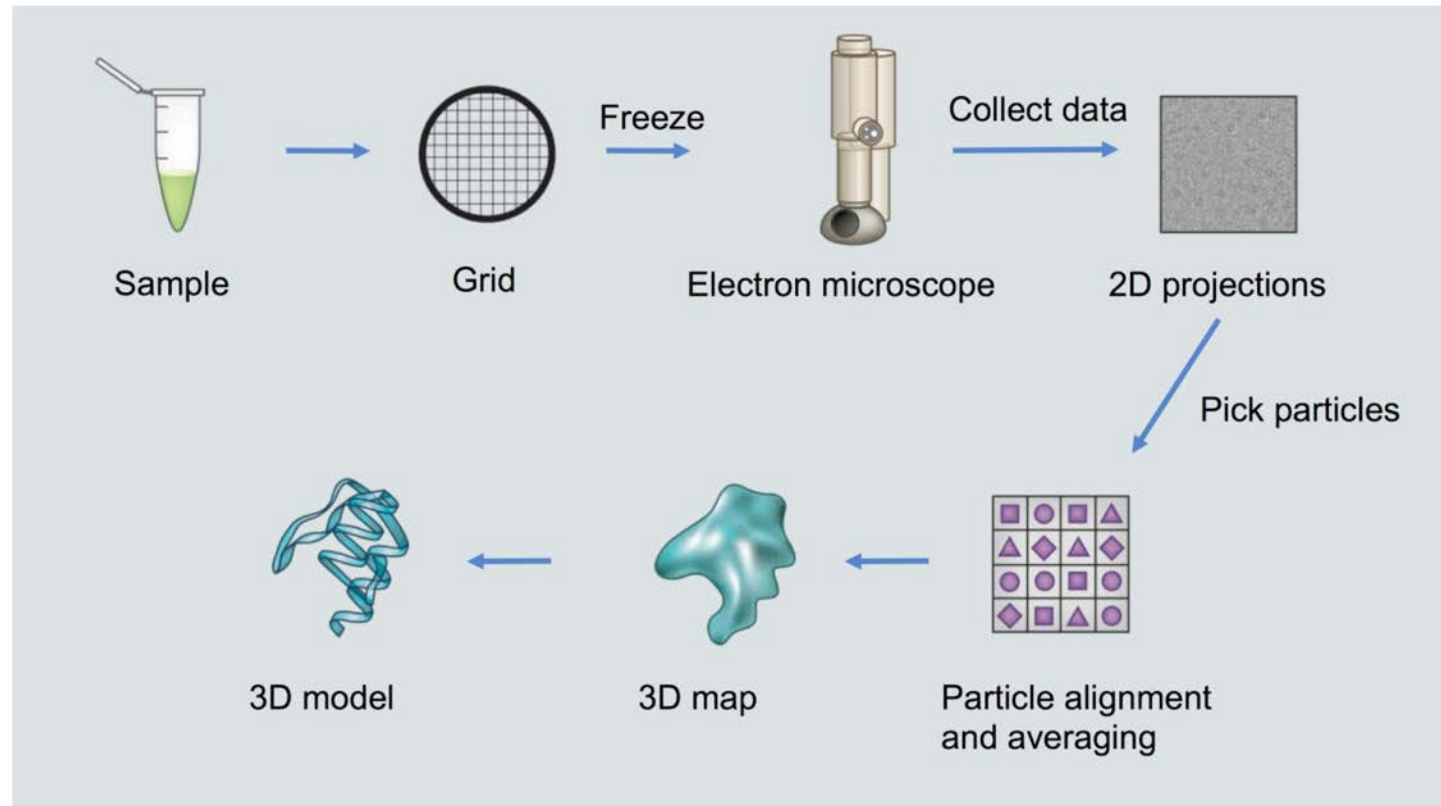 Sample
Grid
Freeze
Electron microscope
Collect data
2D projections
Pick particles
Particle alignment
and averaging
3D map
3D model